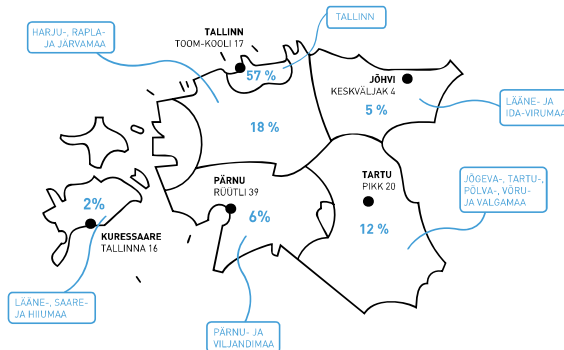 TALLINN
HARJU-, RAPLA-
JA JÄRVAMAA
TALLINN
TOOM-KOOLI 17
57 %
JÕHVI
KESKVÄLJAK 4
5 %
LÄÄNE- JA
IDA-VIRUMAA
18 %
JÕGEVA-, TARTU-,
PÕLVA-, VÕRU-
JA VALGAMAA
TARTU
PIKK 20
12 %
PÄRNU
RÜÜTLI 39
6%
2%
KURESSAARE
TALLINNA 16
LÄÄNE-, SAARE-
JA HIIUMAA
PÄRNU- JA
VILJANDIMAA